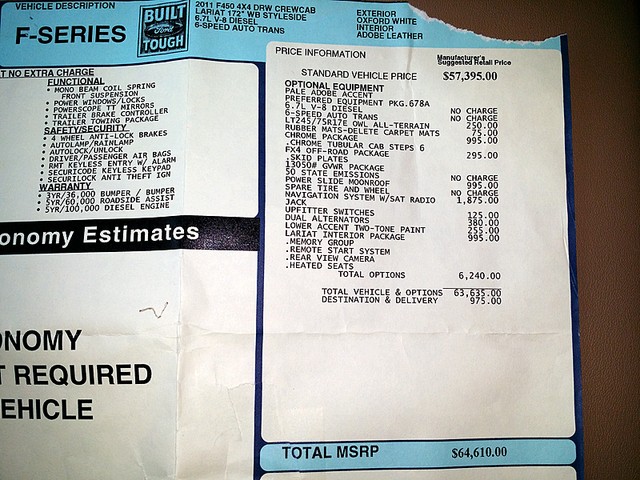 VEHICLE DESCRIPTION
F-SERIES
BUILT
Ford
TOUGH
2011 F450 4X4 DRW CREWCAB
LARIAT 172" WB STYLESIDE
6.7L V-8 DIESEL
6-SPEED AUTO TRANS
EXTERIOR
OXFORD WHITE
INTERIOR
ADOBE LEATHER
T NO EXTRA CHARGE
FUNCTIONAL
• MONO BEAM COIL SPRING
FRONT SUSPENSION
• POWER WINDOWS/LOCKS
• POWERSCOPE TT MIRRORS
• TRAILER BRAKE CONTROLLER
• TRAILER TOWING PACKAGE
SAFETY/SECURITY
• 4 WHEEL ANTI-LOCK BRAKES
• AUTOLAMP/RAINLAMP
• AUTOLOCK/UNLOCK
• DRIVER/PASSENGER AIR BAGS
• RMT KEYLESS ENTRY W/ ALARM
• SECURICODE KEYLESS KEYPAD
• SECURILOCK ANTI THEFT IGN
WARRANTY
• 3YR/36,000 BUMPER / BUMPER
• 5YR/60,000 ROADSIDE ASSIST
• 5YR/100,000 DIESEL ENGINE
onomy Estimates
ONOMY
T REQUIRED
EHICLE
PRICE INFORMATION
Manufacturer's
Suggested Retail Price
STANDARD VEHICLE PRICE $57,395.00
OPTIONAL EQUIPMENT
PALE ADOBE ACCENT
PREFERRED EQUIPMENT PKG.678A
6.7L V-8 DIESEL NO CHARGE
6-SPEED AUTO TRANS NO CHARGE
LT245/75R17E OWL ALL-TERRAIN 250.00
RUBBER MATS-DELETE CARPET MATS 75.00
CHROME PACKAGE 995.00
.CHROME TUBULAR CAB STEPS 6
FX4 OFF-ROAD PACKAGE 295.00
.SKID PLATES
13050# GVWR PACKAGE
50 STATE EMISSIONS NO CHARGE
POWER SLIDE MOONROOF 995.00
SPARE TIRE AND WHEEL NO CHARGE
NAVIGATION SYSTEM W/SAT RADIO 1,875.00
JACK
UPFITTER SWITCHES 125.00
DUAL ALTERNATORS 380.00
LOWER ACCENT TWO-TONE PAINT 255.00
LARIAT INTERIOR PACKAGE 995.00
.MEMORY GROUP
.REMOTE START SYSTEM
.REAR VIEW CAMERA
.HEATED SEATS
TOTAL OPTIONS 6,240.00
TOTAL VEHICLE & OPTIONS 63,635.00
DESTINATION & DELIVERY 975.00
TOTAL MSRP $64,610.00